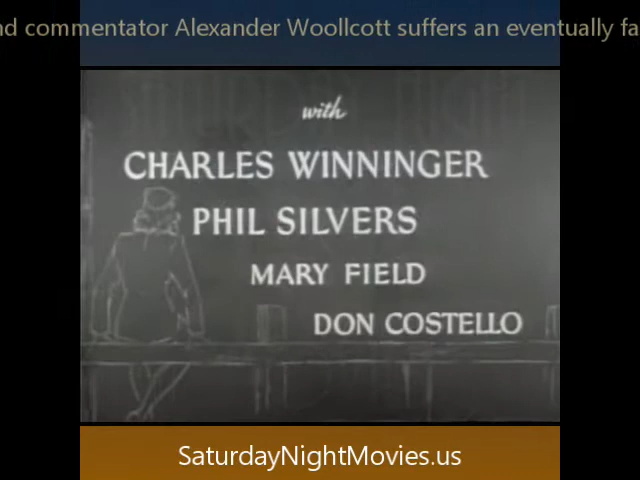 nd commentator Alexander Woollcott suffers an eventually fa
with
CHARLES WINNINGER
PHIL SILVERS
MARY FIELD
DON COSTELLO
SaturdayNightMovies.us